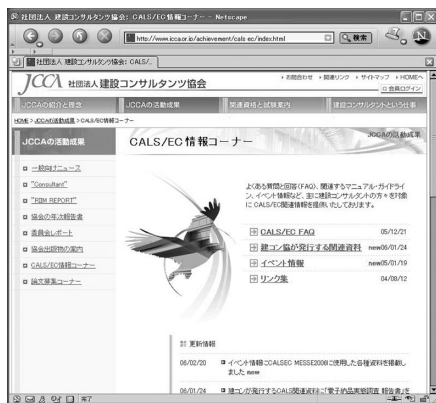 社団法人 建設コンサルタンツ協会: CALS/EC情報コーナー - Netscape
http://www.jcca.or.jp/achievement/cals_ec/index.html
検索
社団法人 建設コンサルタンツ協会: CALS/...
JCCA 社団法人 建設コンサルタンツ協会
お問合わせ 関連リンク サイトマップ HOMEへ
会員ログイン
JCCAの紹介と理念 JCCAの活動成果 関連資格と試験案内 建設コンサルタントという仕事
HOME > JCCAの活動成果 > CALS/EC情報コーナー
JCCAの活動成果
CALS/EC 情報コーナー
JCCAの活動成果
一般向けニュース
"Consultant"
"RIIM REPORT"
協会の年次報告書
委員会レポート
協会出版物の案内
CALS/EC情報コーナー
論文募集コーナー
よくある質問と回答(FAQ)、関連するマニュアル・ガイドライ
ン、イベント情報など、主に建設コンサルタントの方々を対象
に CALS/EC関連情報を提供いたしております。
CALS/EC FAQ 05/12/21
建コン協が発行する関連資料 new06/01/24
イベント情報 new05/01/19
リンク集 04/08/12
更新情報
06/02/20 イベント情報にCALSEC MESSE2006に使用した各種資料を掲載し
ました new
06/01/24 建コンが発行するCALS関連資料に「電子納品実態調査 報告書」を
完了